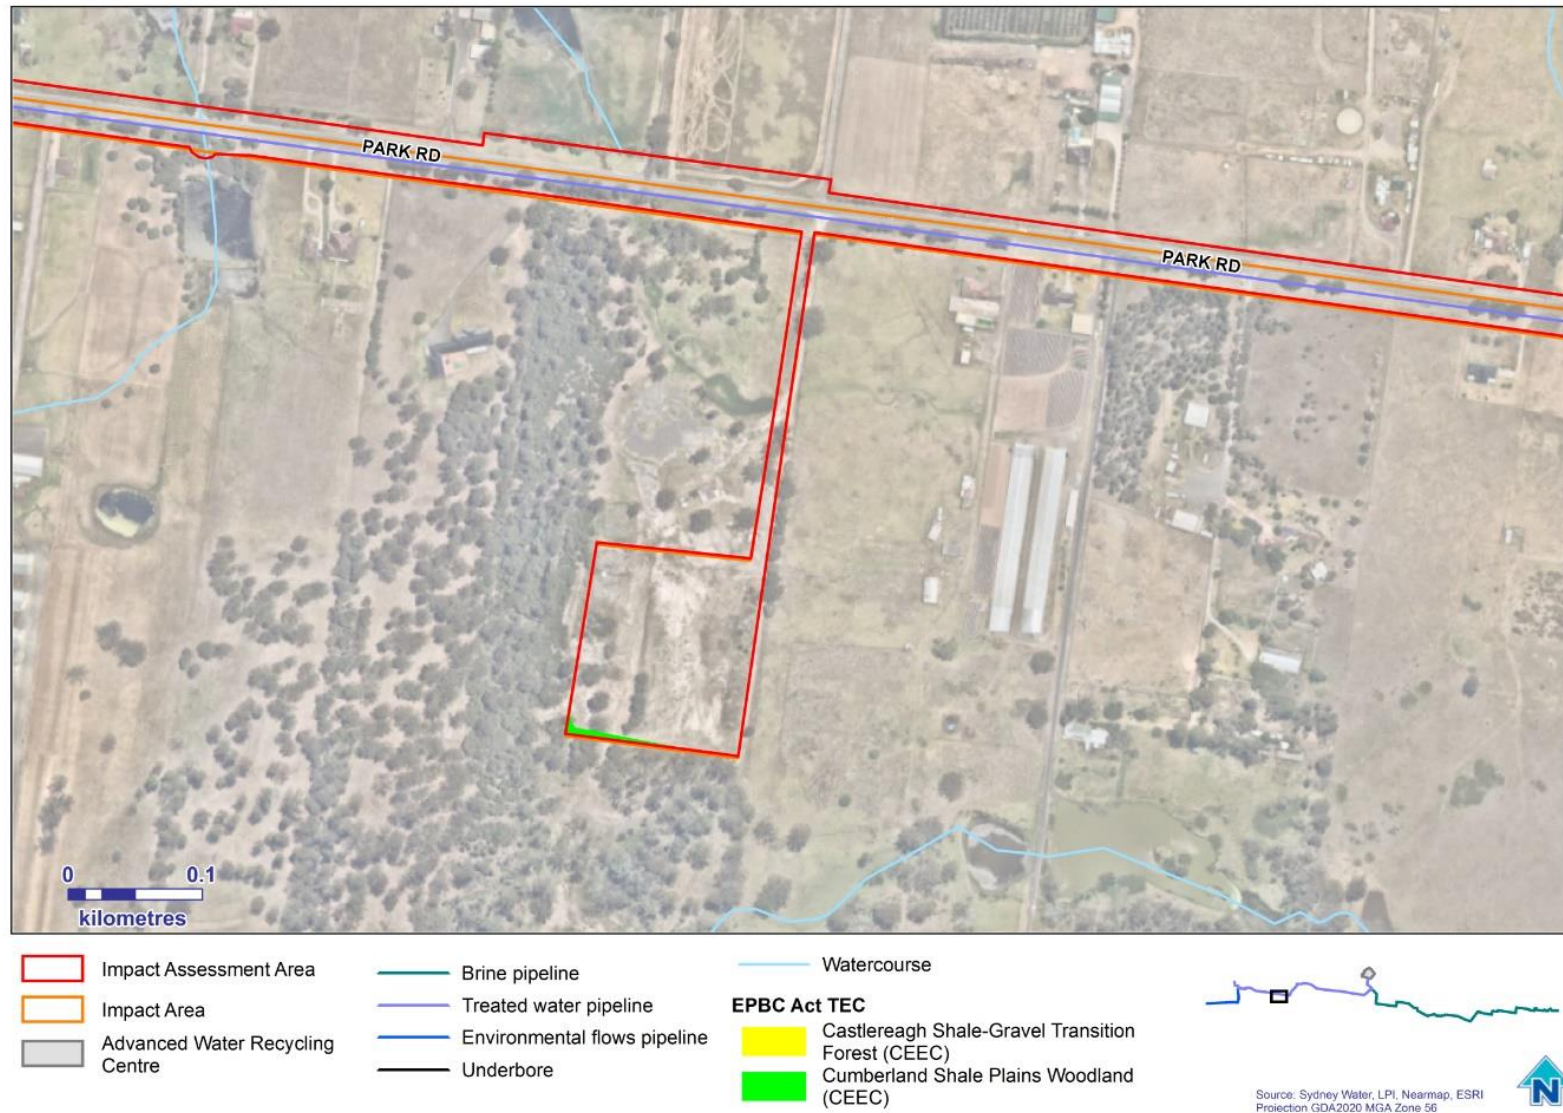 PARK RD
PARK RD
0 0.1
kilometres
Impact Assessment Area
Impact Area
Advanced Water Recycling
Centre
Brine pipeline
Treated water pipeline
Environmental flows pipeline
Underbore
Watercourse
EPBC Act TEC
Castlereagh Shale-Gravel Transition
Forest (CEEC)
Cumberland Shale Plains Woodland
(CEEC)
Source: Sydney Water, LPI, Nearmap, ESRI
Projection GDA2020 MGA Zone 56
N